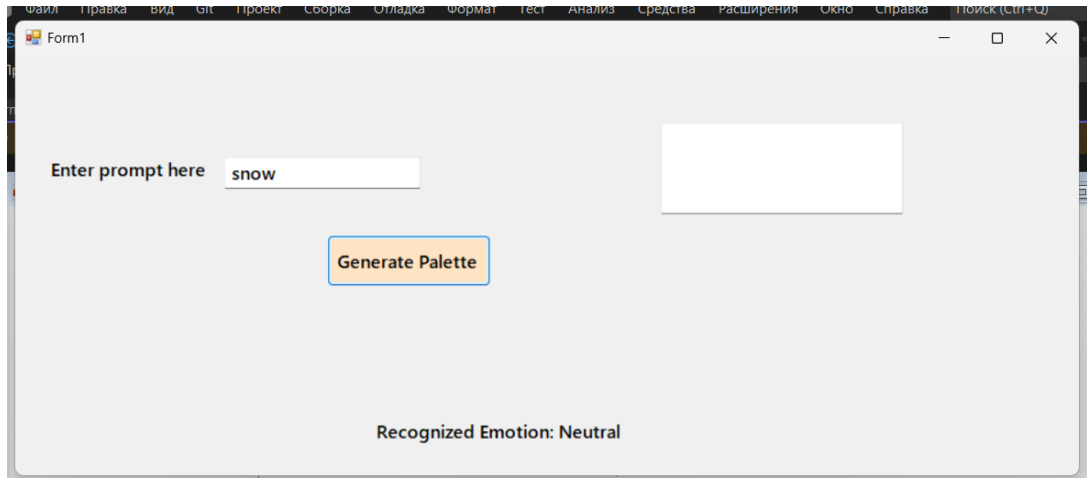 Файл Правка Вид Git Проект Сборка Отладка Формат Тест Анализ Средства Расширения Окно Справка Поиск (Ctrl+Q)
Form1
Enter prompt here
snow
Generate Palette
Recognized Emotion: Neutral